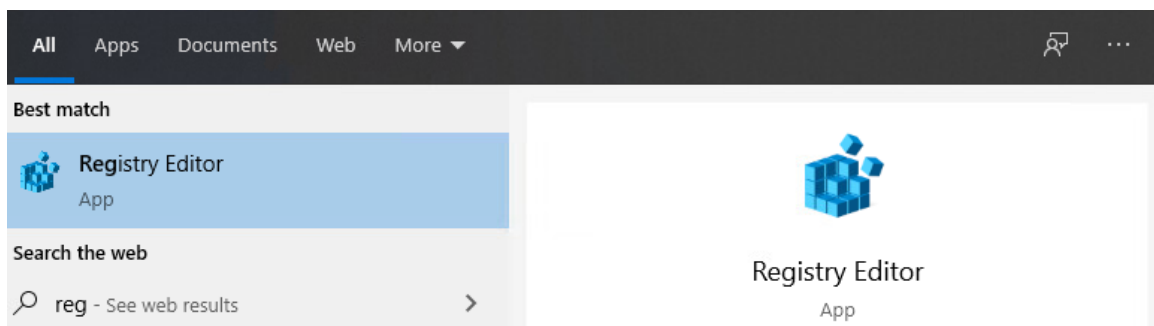 All Apps Documents Web More
Best match
Registry Editor
App
Search the web
reg - See web results
Registry Editor
App